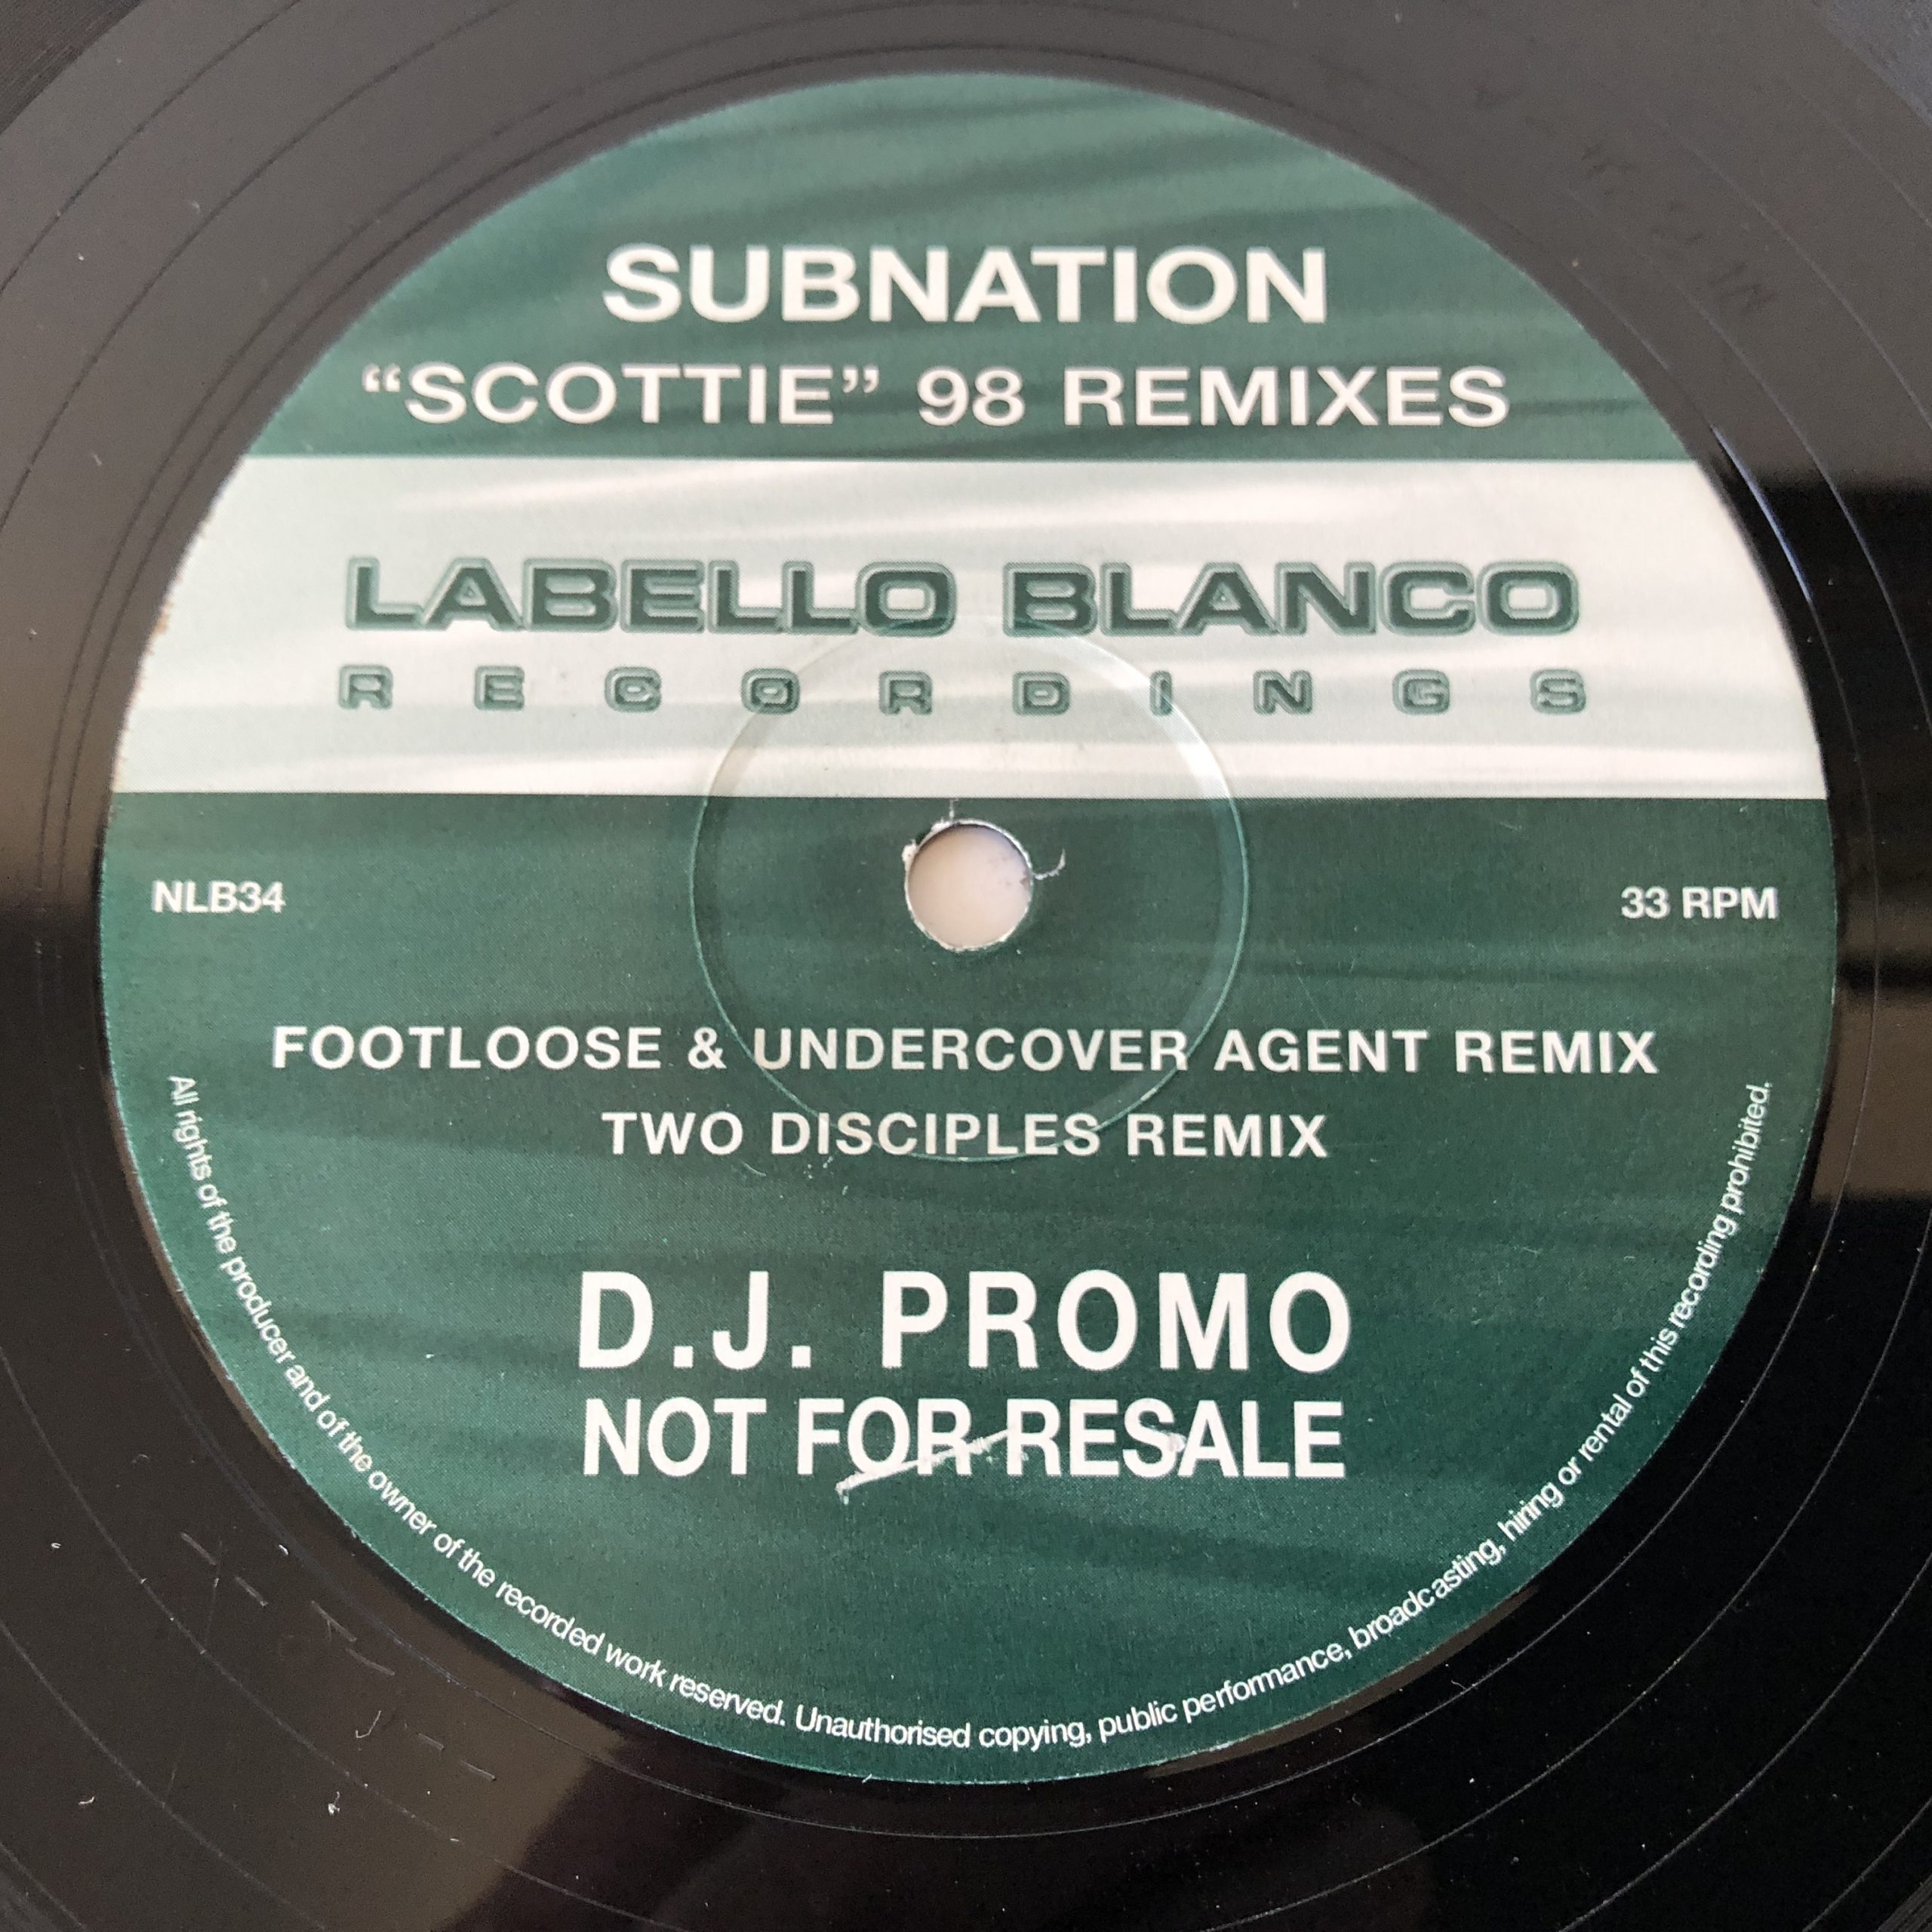 SUBNATION
“SCOTTIE” 98 REMIXES
LABELLO BLANCO
RECORDINGS
NLB34
33 RPM
FOOTLOOSE & UNDERCOVER AGENT REMIX
TWO DISCIPLES REMIX
D.J. PROMO
NOT FOR RESALE
All rights of the producer and of the owner of the recorded work reserved. Unauthorised copying, public performance, broadcasting, hiring or rental of this recording prohibited.